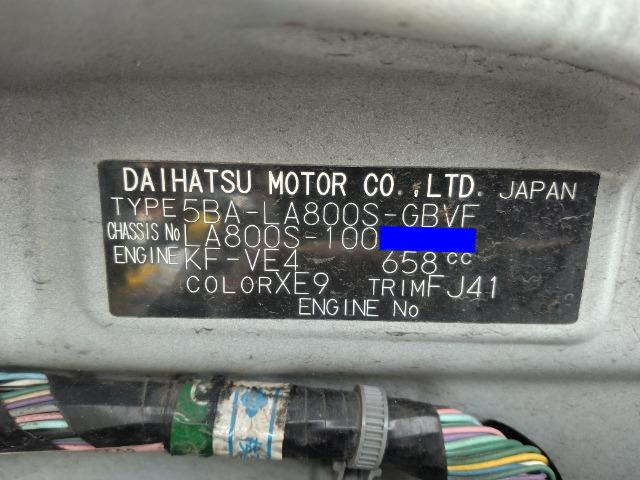 DAIHATSU MOTOR CO.,LTD. JAPAN
TYPE 5BA-LA800S-GBVF
CHASSIS No LA800S-100
ENGINE KF-VE4 658cc
COLOR XE9 TRIM FJ41
ENGINE No